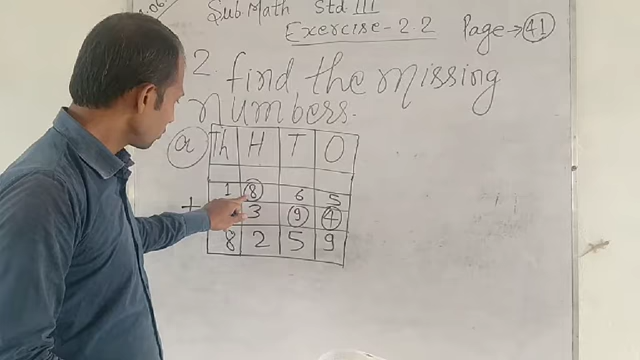 Sub Math Std III
Exercise-2.2 Page→41
2. find the missing
numbers.
a Th H T O
1 8 6 5
+ 3 9 4
8 2 5 9